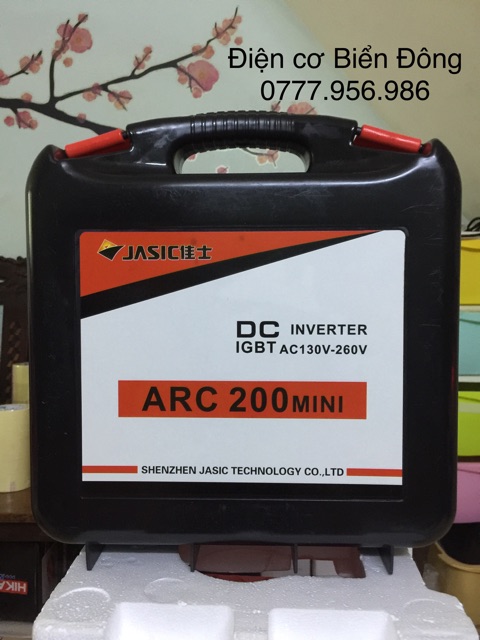 Điện cơ Biển Đông
0777.956.986
JASIC佳士
DC INVERTER
IGBT AC130V-260V
ARC 200MINI
SHENZHEN JASIC TECHNOLOGY CO.,LTD